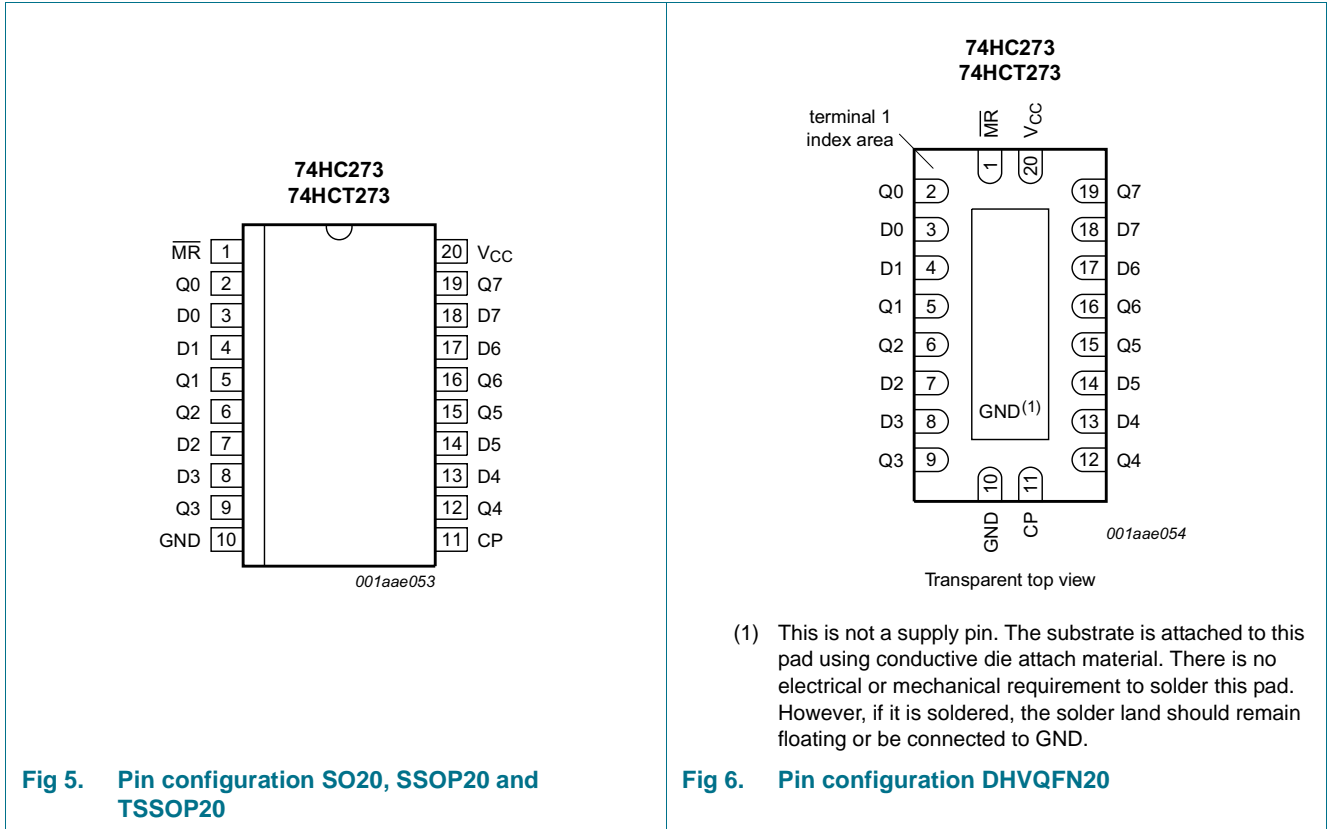 74HC273
74HCT273
MR 1
Q0 2
D0 3
D1 4
Q1 5
Q2 6
D2 7
D3 8
Q3 9
GND 10
20 VCC
19 Q7
18 D7
17 D6
16 Q6
15 Q5
14 D5
13 D4
12 Q4
11 CP
001aae053
Fig 5. Pin configuration SO20, SSOP20 and
TSSOP20
74HC273
74HCT273
terminal 1
index area
MR
VCC
1
20
Q0 2
D0 3
D1 4
Q1 5
Q2 6
D2 7
D3 8
Q3 9
19 Q7
18 D7
17 D6
16 Q6
15 Q5
14 D5
13 D4
12 Q4
GND(1)
10
11
GND
CP
001aae054
Transparent top view
(1) This is not a supply pin. The substrate is attached to this
pad using conductive die attach material. There is no
electrical or mechanical requirement to solder this pad.
However, if it is soldered, the solder land should remain
floating or be connected to GND.
Fig 6. Pin configuration DHVQFN20